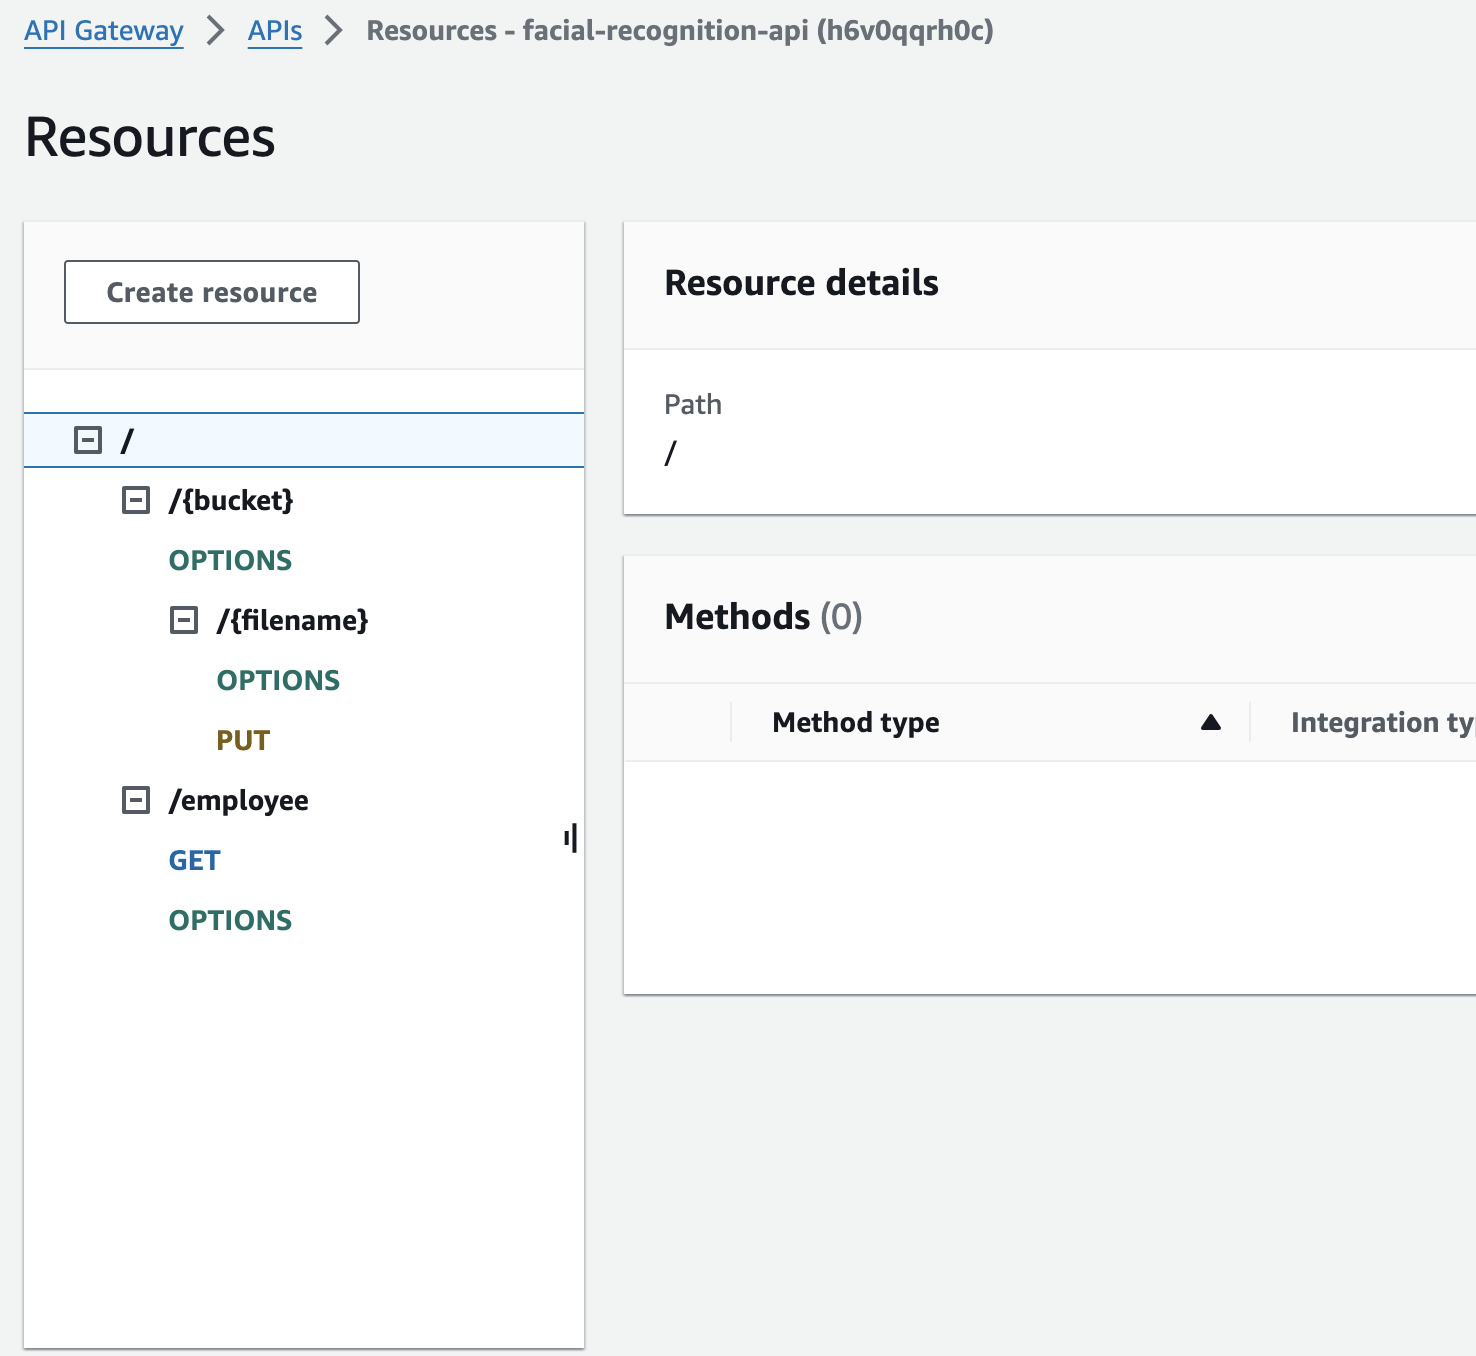 API Gateway > APIs > Resources - facial-recognition-api (h6v0qqrh0c)
Resources
Create resource
/
/{bucket}
OPTIONS
/{filename}
OPTIONS
PUT
/employee
GET
OPTIONS
Resource details
Path
/
Methods (0)
Method type ▲ Integration ty